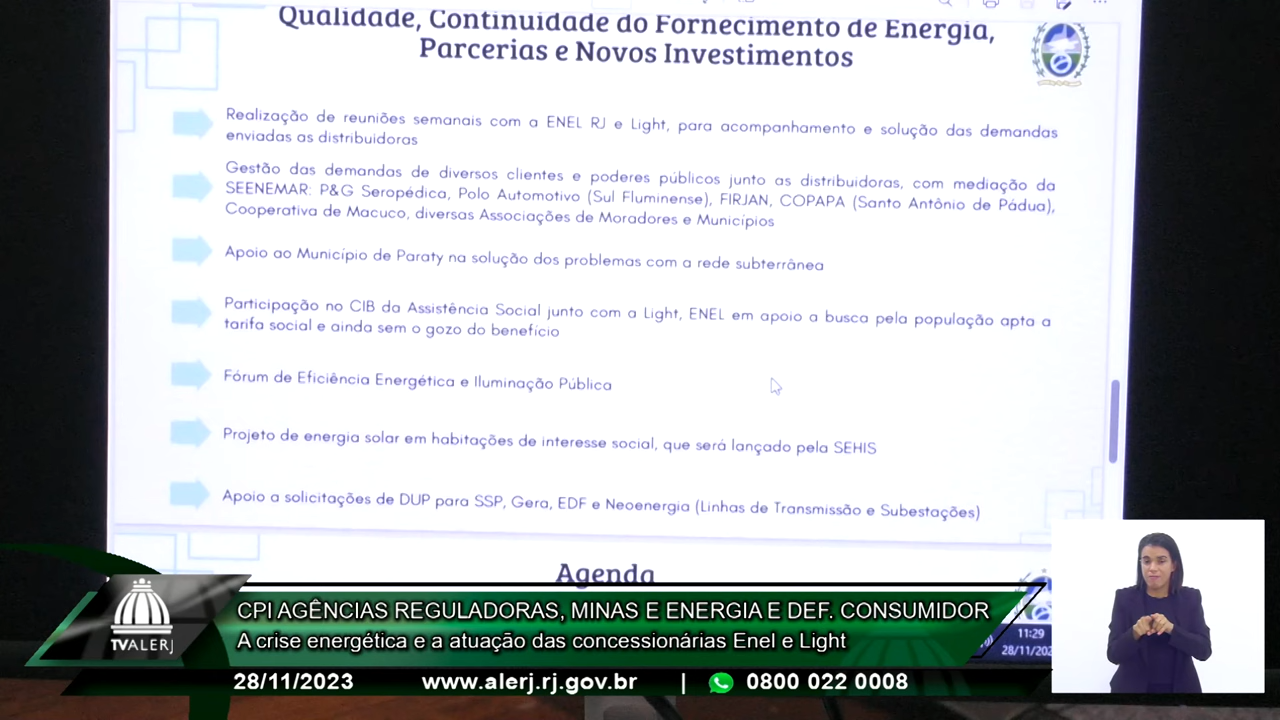 Qualidade, Continuidade do Fornecimento de Energia,
Parcerias e Novos Investimentos
Realização de reuniões semanais com a ENEL RJ e Light, para acompanhamento e solução das demandas
enviadas as distribuidoras
Gestão das demandas de diversos clientes e poderes públicos junto as distribuidoras, com mediação da
SEENEMAR: P&G Seropédica, Polo Automotivo (Sul Fluminense), FIRJAN, COPAPA (Santo Antônio de Pádua),
Cooperativa de Macuco, diversas Associações de Moradores e Municípios
Apoio ao Município de Paraty na solução dos problemas com a rede subterrânea
Participação no CIB da Assistência Social junto com a Light, ENEL em apoio a busca pela população apta a
tarifa social e ainda sem o gozo do benefício
Fórum de Eficiência Energética e Iluminação Pública
Projeto de energia solar em habitações de interesse social, que será lançado pela SEHIS
Apoio a solicitações de DUP para SSP, Gera, EDF e Neoenergia (Linhas de Transmissão e Subestações)
Agenda
CPI AGÊNCIAS REGULADORAS, MINAS E ENERGIA E DEF. CONSUMIDOR
A crise energética e a atuação das concessionárias Enel e Light
TVALERJ
11:29
28/11/202
28/11/2023 www.alerj.rj.gov.br | 0800 022 0008